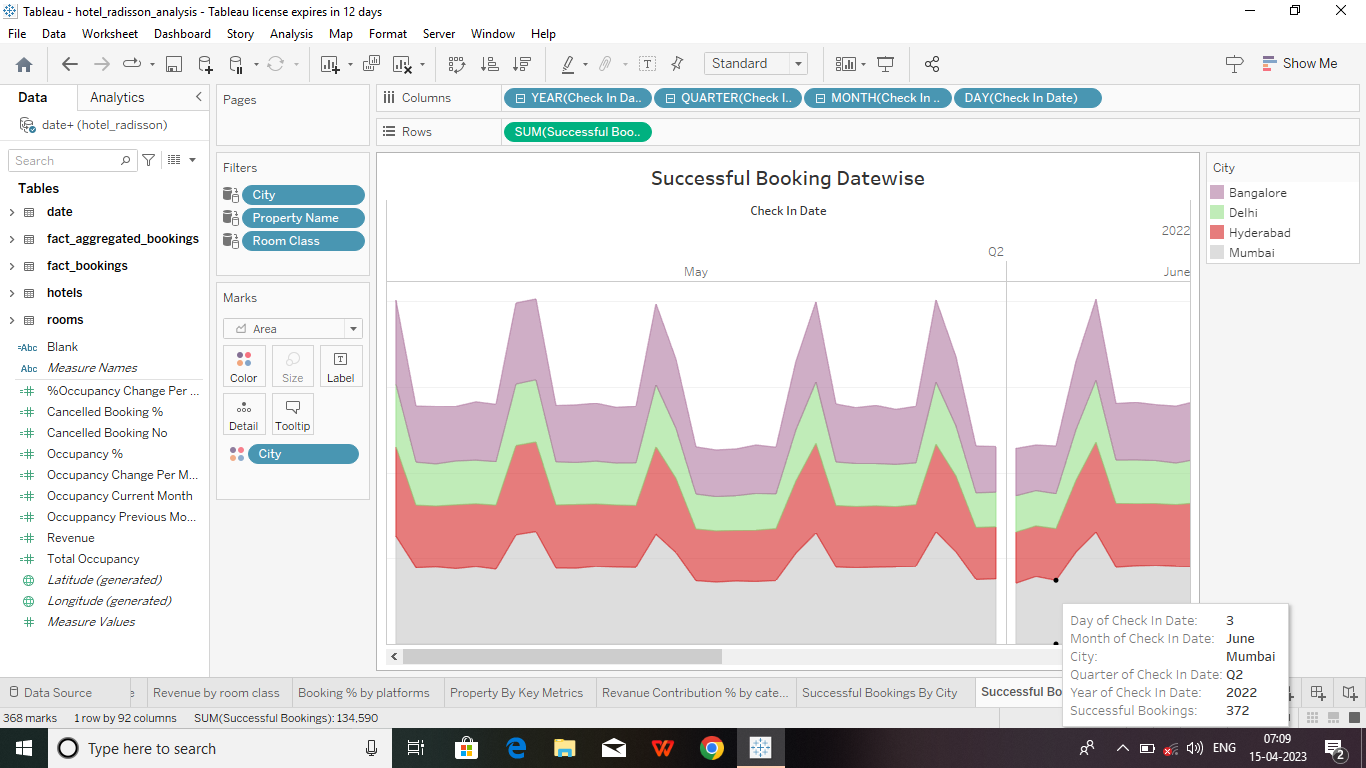 Tableau - hotel_radisson_analysis - Tableau license expires in 12 days
File Data Worksheet Dashboard Story Analysis Map Format Server Window Help
Standard
Show Me
Data Analytics
date+ (hotel_radisson)
Search
Tables
date
fact_aggregated_bookings
fact_bookings
hotels
rooms
Abc Blank
Abc Measure Names
%Occupancy Change Per ...
Cancelled Booking %
Cancelled Booking No
Occupancy %
Occupancy Change Per M...
Occupancy Current Month
Occuppancy Previous Mo...
Revenue
Total Occupancy
Latitude (generated)
Longitude (generated)
Measure Values
Pages
Filters
City
Property Name
Room Class
Marks
Area
Color Size Label
Detail Tooltip
City
Columns YEAR(Check In Da.. QUARTER(Check I.. MONTH(Check In .. DAY(Check In Date)
Rows SUM(Successful Boo..
Successful Booking Datewise
Check In Date
2022
Q2
May June
City
Bangalore
Delhi
Hyderabad
Mumbai
Day of Check In Date: 3
Month of Check In Date: June
City: Mumbai
Quarter of Check In Date: Q2
Year of Check In Date: 2022
Successful Bookings: 372
Data Source e Revenue by room class Booking % by platforms Property By Key Metrics Revanue Contribution % by cate... Successful Bookings By City Successful Bo
368 marks 1 row by 92 columns SUM(Successful Bookings): 134.590
Type here to search
ENG
07:09
15-04-2023
2